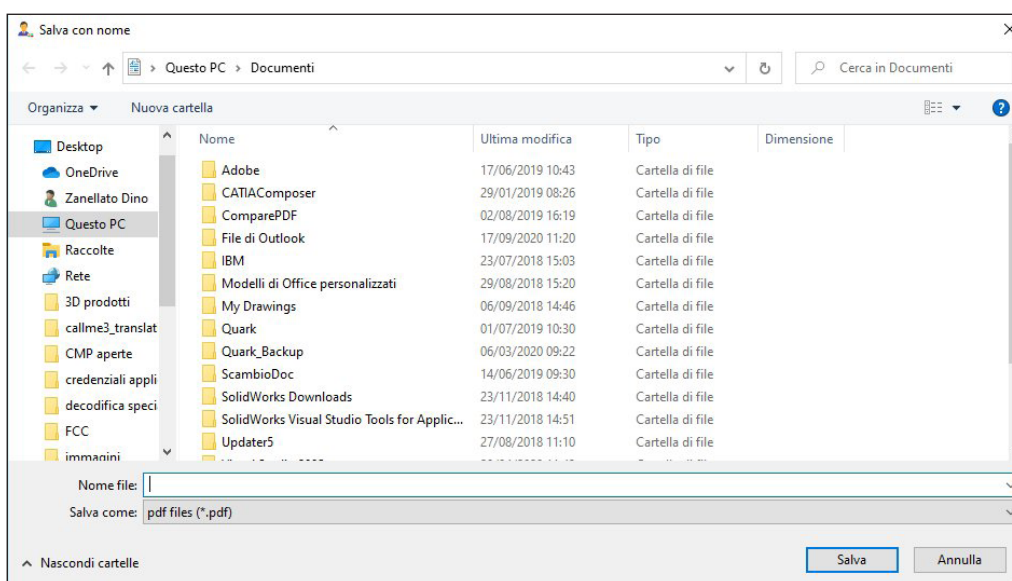 Salva con nome
Questo PC > Documenti
Cerca in Documenti
Organizza
Nuova cartella
Desktop
OneDrive
Zanellato Dino
Questo PC
Raccolte
Rete
3D prodotti
callme3_translat
CMP aperte
credenziali appli
decodifica speci
FCC
immagini
Nome Ultima modifica Tipo Dimensione
Adobe 17/06/2019 10:43 Cartella di file
CATIAComposer 29/01/2019 08:26 Cartella di file
ComparePDF 02/08/2019 16:19 Cartella di file
File di Outlook 17/09/2020 11:20 Cartella di file
IBM 23/07/2018 15:03 Cartella di file
Modelli di Office personalizzati 29/08/2018 15:20 Cartella di file
My Drawings 06/09/2018 14:46 Cartella di file
Quark 01/07/2019 10:30 Cartella di file
Quark_Backup 06/03/2020 09:22 Cartella di file
ScambioDoc 14/06/2019 09:30 Cartella di file
SolidWorks Downloads 23/11/2018 14:40 Cartella di file
SolidWorks Visual Studio Tools for Applic... 23/11/2018 14:51 Cartella di file
Updater5 27/08/2018 11:10 Cartella di file
Nome file:
Salva come: pdf files (*.pdf)
Nascondi cartelle
Salva
Annulla